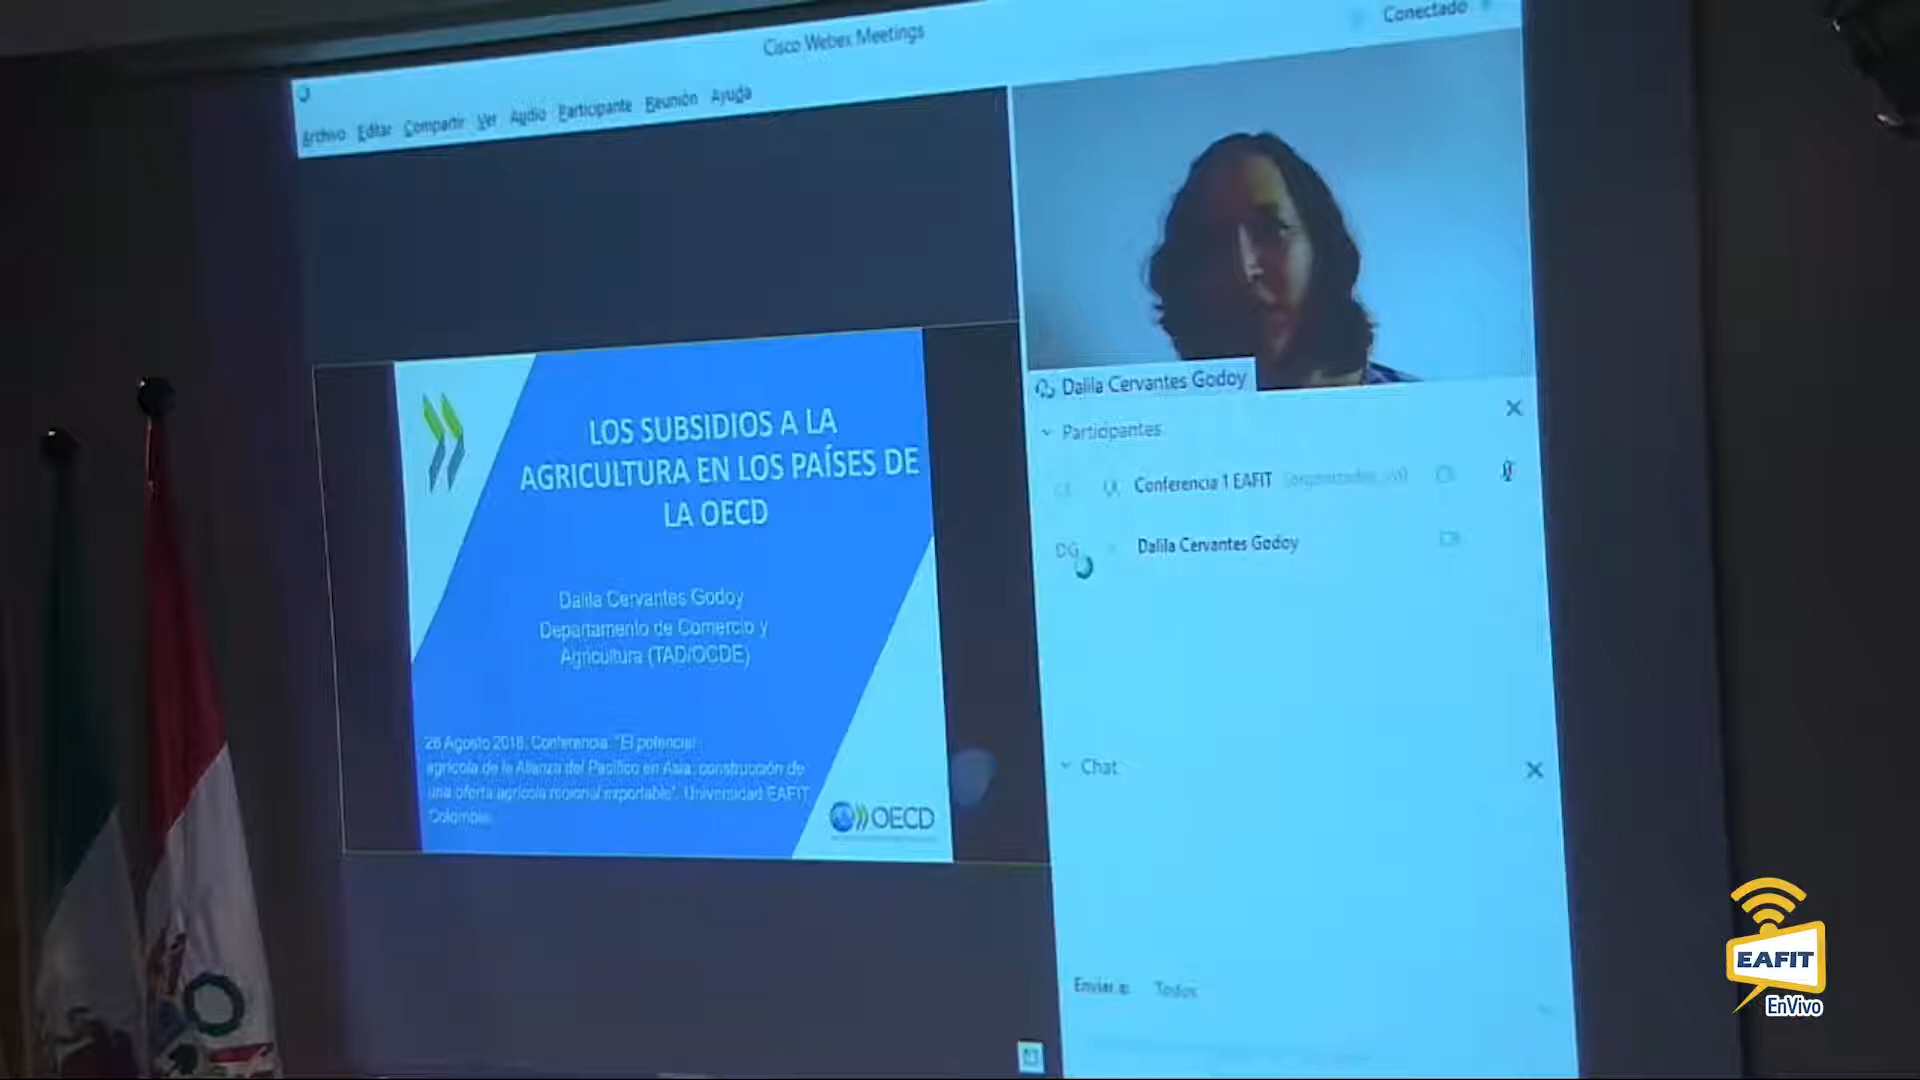 Cisco Webex Meetings
Conectado
Archivo Editar Compartir Ver Audio Participante Reunión Ayuda
LOS SUBSIDIOS A LA
AGRICULTURA EN LOS PAÍSES DE
LA OECD
Dalila Cervantes Godoy
Departamento de Comercio y
Agricultura (TAD/OCDE)
26 Agosto 2016. Conferencia: "El potencial
agrícola de la Alianza del Pacífico en Asia: construcción de
una oferta agrícola regional exportable". Universidad EAFIT
Colombia
OECD
Dalila Cervantes Godoy
Participantes
Conferencia 1 EAFIT
DG Dalila Cervantes Godoy
Chat
Enviar a: Todos
EAFIT
EnVivo